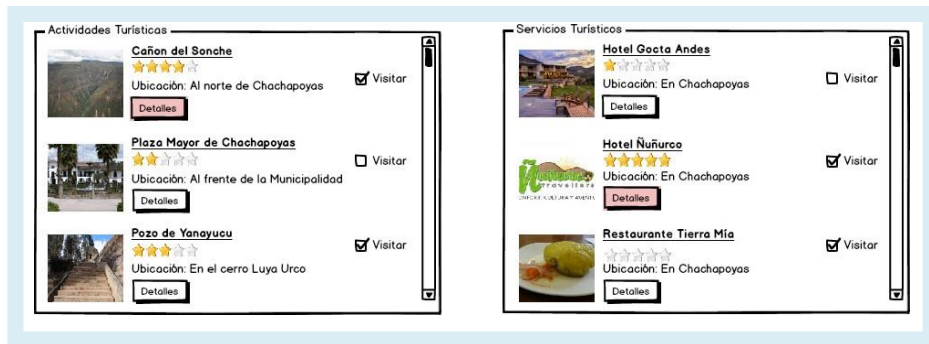 Actividades Turísticas
Cañon del Sonche
Ubicación: Al norte de Chachapoyas
Visitar
Detalles
Plaza Mayor de Chachapoyas
Ubicación: Al frente de la Municipalidad
Visitar
Detalles
Pozo de Yanayucu
Ubicación: En el cerro Luya Urco
Visitar
Detalles
Servicios Turísticos
Hotel Gocta Andes
Ubicación: En Chachapoyas
Visitar
Detalles
Hotel Ñuñurco
Ubicación: En Chachapoyas
Visitar
Detalles
travellers
Restaurante Tierra Mía
Ubicación: En Chachapoyas
Visitar
Detalles